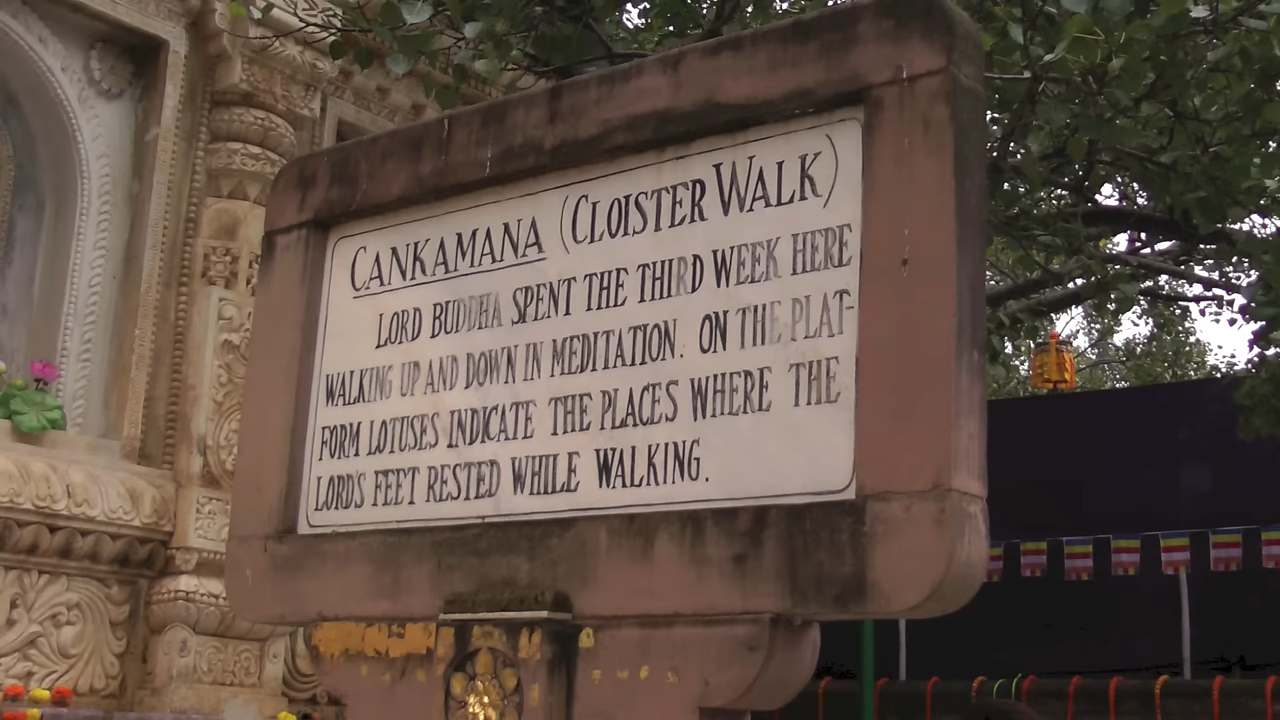 CANKAMANA (CLOISTER WALK)
LORD BUDDHA SPENT THE THIRD WEEK HERE
WALKING UP AND DOWN IN MEDITATION. ON THE PLAT-
FORM LOTUSES INDICATE THE PLACES WHERE THE
LORD'S FEET RESTED WHILE WALKING.